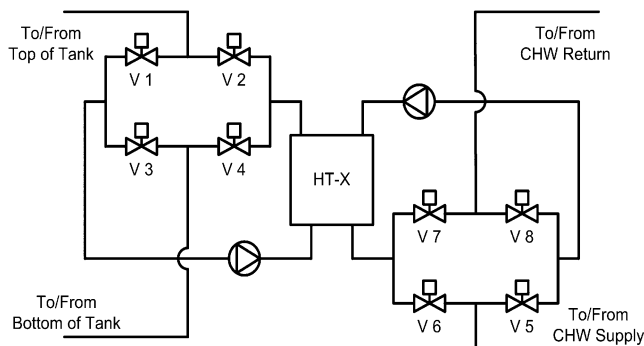 To/From
Top of Tank
To/From
CHW Return
V 1
V 2
V 3
V 4
HT-X
V 7
V 8
To/From
Bottom of Tank
V 6
V 5
To/From
CHW Supply